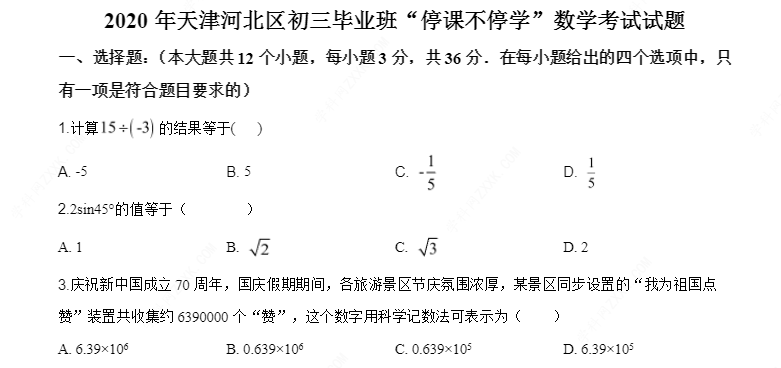 2020 年天津河北区初三毕业班“停课不停学”数学考试试题
一、选择题：（本大题共 12 个小题，每小题 3 分，共 36 分．在每小题给出的四个选项中，只
有一项是符合题目要求的）
1.计算15÷(-3) 的结果等于(　)
A. -5 B. 5 C. -1/5 D. 1/5
2.2sin45°的值等于（　　）
A. 1 B. √2 C. √3 D. 2
3.庆祝新中国成立 70 周年，国庆假期期间，各旅游景区节庆氛围浓厚，某景区同步设置的“我为祖国点
赞”装置共收集约 6390000 个“赞”，这个数字用科学记数法可表示为（　　）
A. 6.39×10⁶ B. 0.639×10⁶ C. 0.639×10⁵ D. 6.39×10⁵